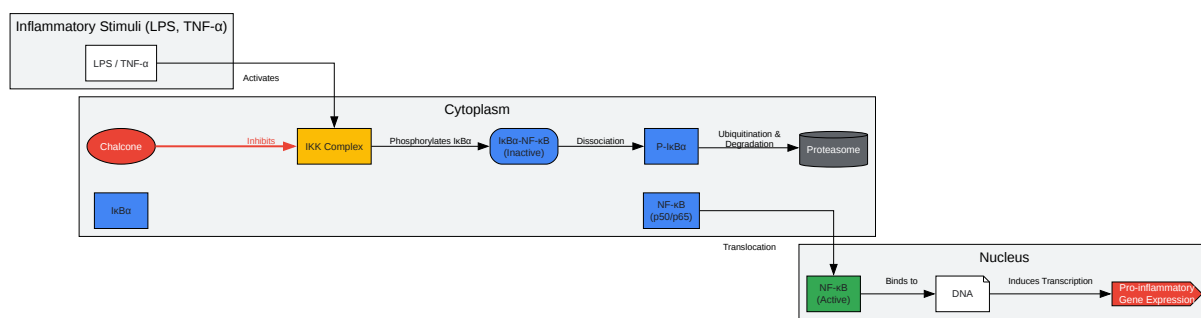 Inflammatory Stimuli (LPS, TNF-α)
LPS / TNF-α
Activates
Cytoplasm
Chalcone
Inhibits
IKK Complex
Phosphorylates IκBα
IκBα-NF-κB
(Inactive)
Dissociation
P-IκBα
Ubiquitination &
Degradation
Proteasome
IκBα
NF-κB
(p50/p65)
Translocation
Nucleus
NF-κB
(Active)
Binds to
DNA
Induces Transcription
Pro-inflammatory
Gene Expression